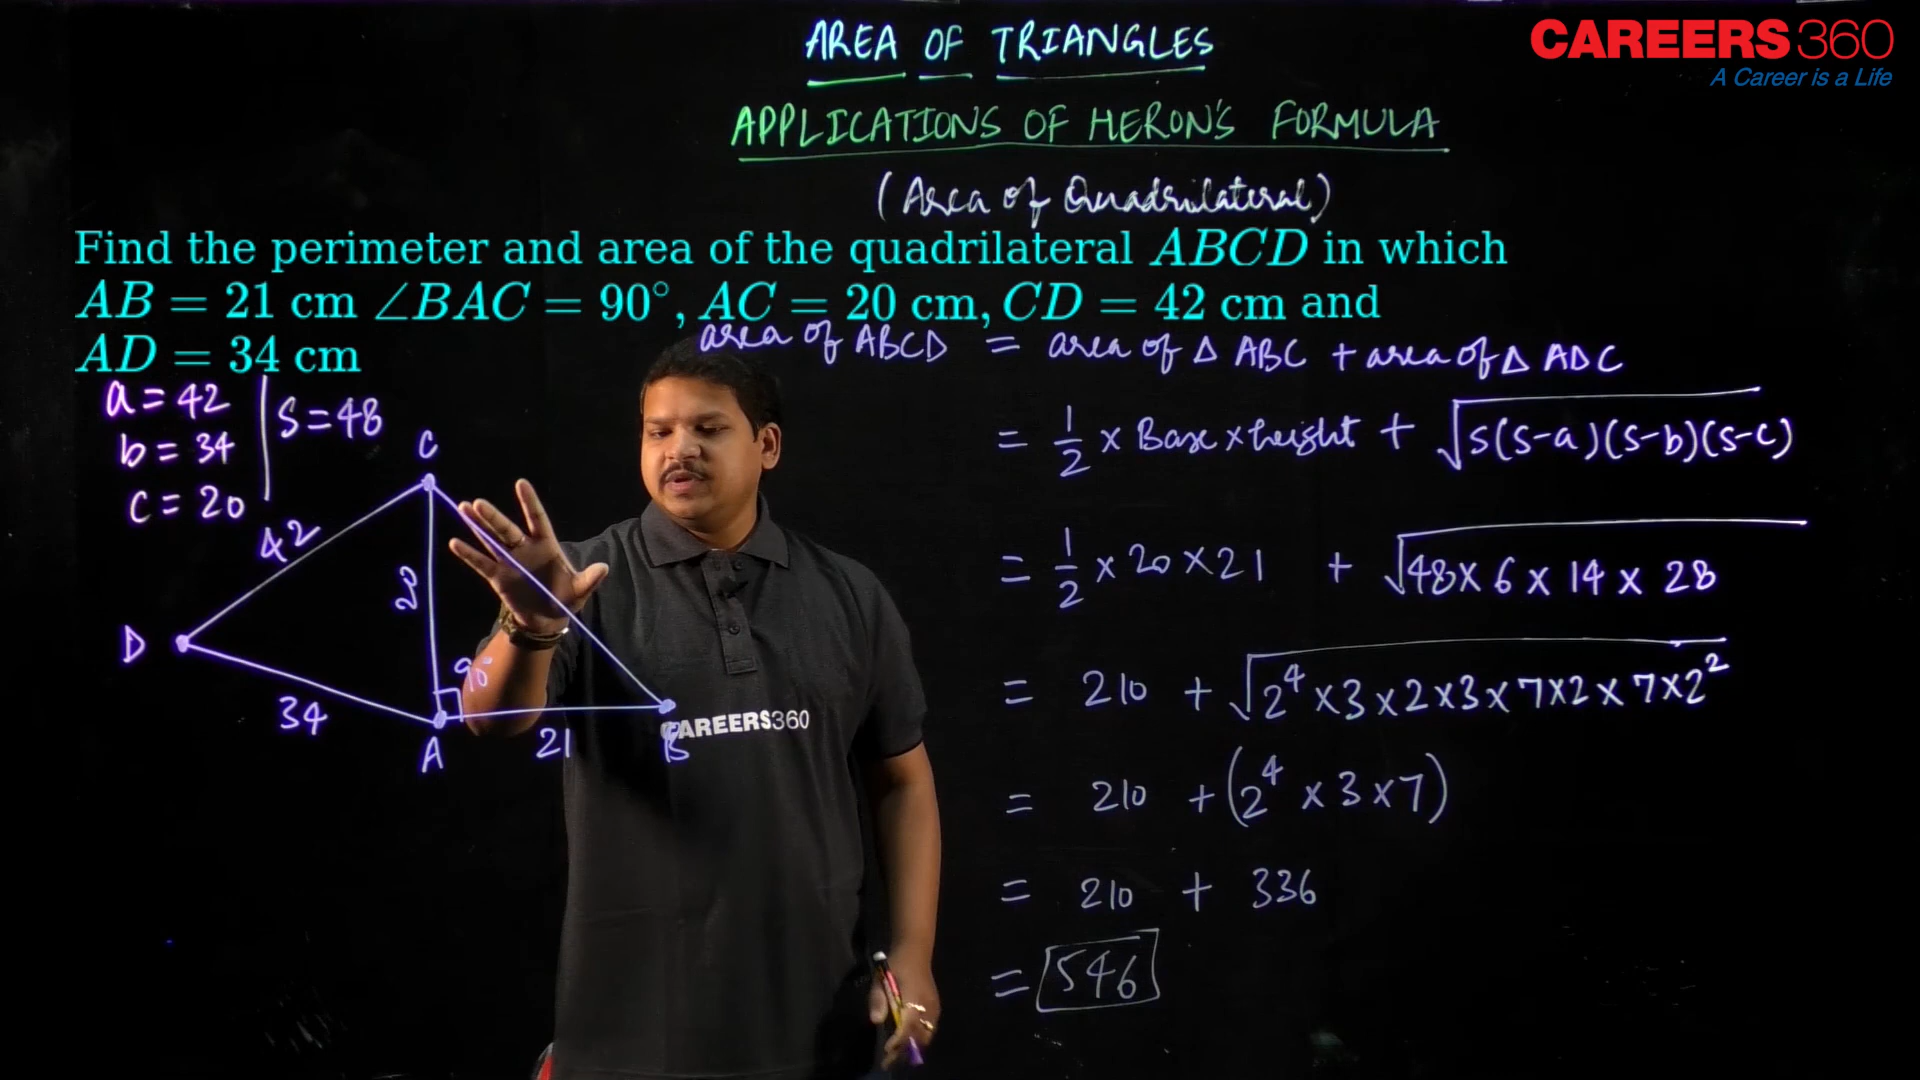 AREA OF TRIANGLES
CAREERS360
A Career is a Life
APPLICATIONS OF HERON'S FORMULA
(Area of Quadrilateral)
Find the perimeter and area of the quadrilateral ABCD in which
AB = 21 cm ∠BAC = 90°, AC = 20 cm, CD = 42 cm and
AD = 34 cm
area of ABCD = area of Δ ABC + area of Δ ADC
a = 42
b = 34
c = 20
S = 48
= 1/2 × Base × height + √S(S-a)(S-b)(S-c)
= 1/2 × 20 × 21 + √48 × 6 × 14 × 28
= 210 + √2⁴ × 3 × 2 × 3 × 7 × 2 × 7 × 2²
= 210 + (2⁴ × 3 × 7)
= 210 + 336
= 546
C
42
20
D
90°
34
A
21
B
CAREERS360